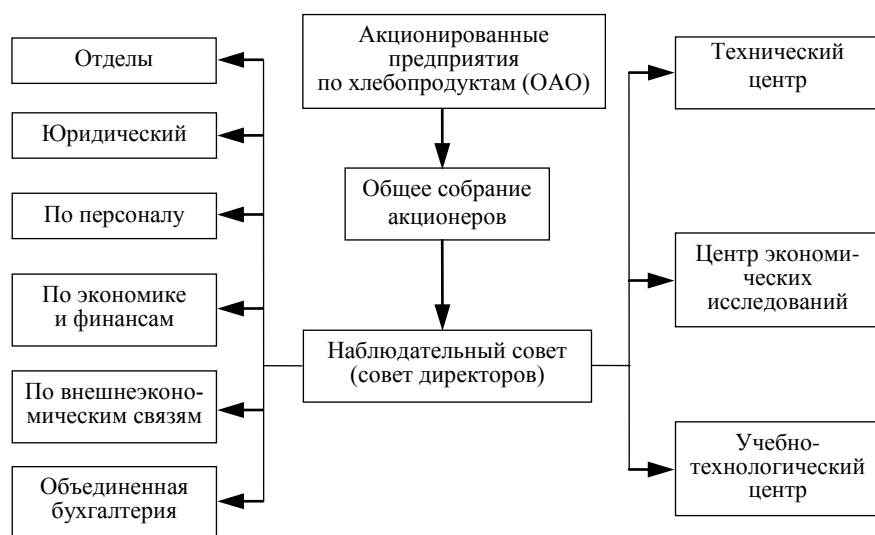 Отделы
Юридический
По персоналу
По экономике
и финансам
По внешнеэконо-
мическим связям
Объединенная
бухгалтерия
Акционированные
предприятия
по хлебопродуктам (ОАО)
Общее собрание
акционеров
Наблюдательный совет
(совет директоров)
Технический
центр
Центр экономи-
ческих
исследований
Учебно-
технологический
центр